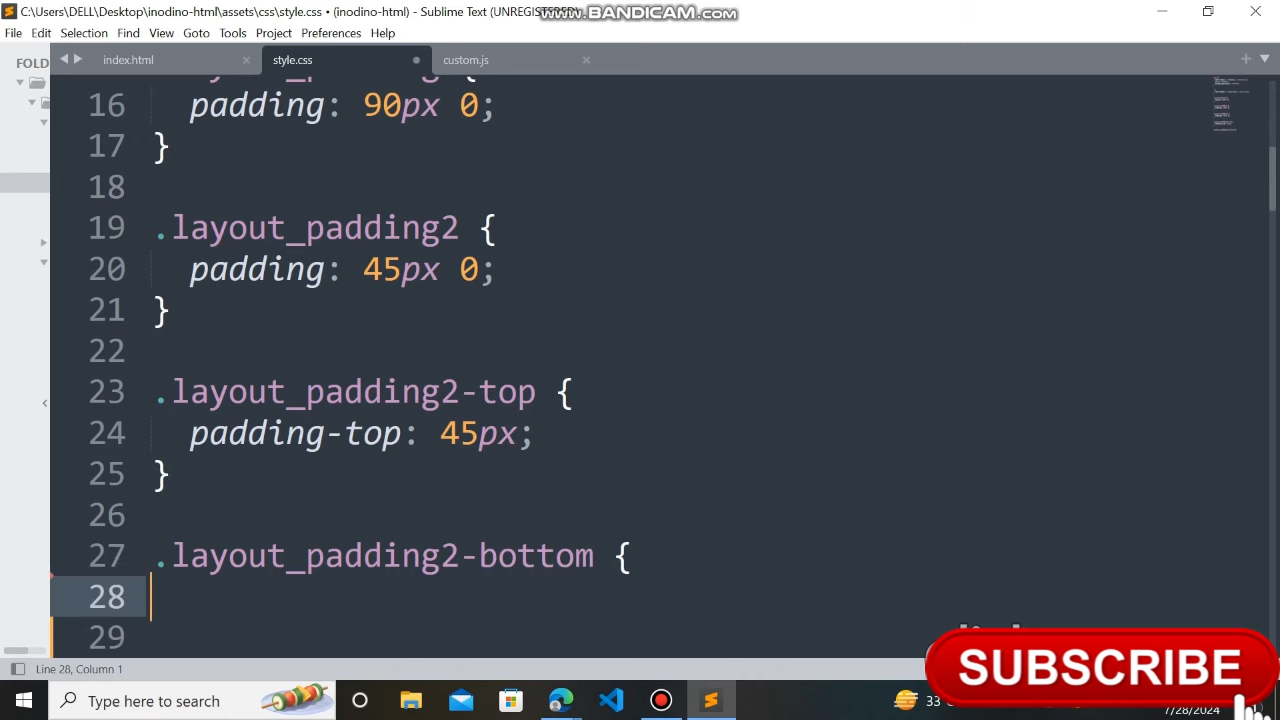 C:\Users\DELL\Desktop\inodino-html\assets\css\style.css • (inodino-html) - Sublime Text (UNREGISTERED)
www.BANDICAM.com
File Edit Selection Find View Goto Tools Project Preferences Help
FOLD
index.html
style.css
custom.js
16 padding: 90px 0;
17 }
18
19 .layout_padding2 {
20 padding: 45px 0;
21 }
22
23 .layout_padding2-top {
24 padding-top: 45px;
25 }
26
27 .layout_padding2-bottom {
28
29
Line 28, Column 1
SUBSCRIBE
Type here to search
33
7/28/2024